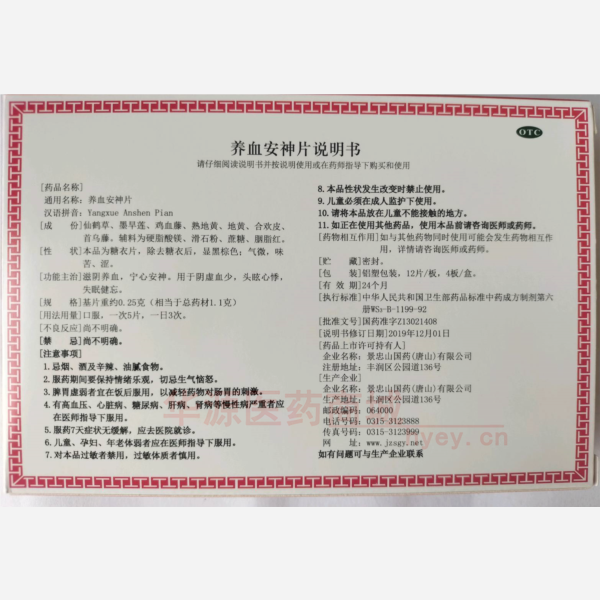 OTC
养血安神片说明书
请仔细阅读说明书并按说明使用或在药师指导下购买和使用
[药品名称]
通用名称：养血安神片
汉语拼音：Yangxue Anshen Pian
[成　　份]仙鹤草、墨旱莲、鸡血藤、熟地黄、地黄、合欢皮、
首乌藤。辅料为硬脂酸镁、滑石粉、蔗糖、胭脂红。
[性　　状]本品为糖衣片，除去糖衣后，显黑棕色；气微，味
苦、涩。
[功能主治]滋阴养血，宁心安神。用于阴虚血少，头眩心悸，
失眠健忘。
[规　　格]基片重约0.25克（相当于总药材1.1克）
[用法用量]口服，一次5片，一日3次。
[不良反应]尚不明确。
[禁　　忌]尚不明确。
[注意事项]
1.忌烟、酒及辛辣、油腻食物。
2.服药期间要保持情绪乐观，切忌生气恼怒。
3.脾胃虚弱者宜在饭后服用，以减轻药物对肠胃的刺激。
4.有高血压、心脏病、糖尿病、肝病、肾病等慢性病严重者应
在医师指导下服用。
5.服药7天症状无缓解，应去医院就诊。
6.儿童、孕妇、年老体弱者应在医师指导下服用。
7.对本品过敏者禁用，过敏体质者慎用。
8.本品性状发生改变时禁止使用。
9.儿童必须在成人监护下使用。
10.请将本品放在儿童不能接触的地方。
11.如正在使用其他药品，使用本品前请咨询医师或药师。
[药物相互作用]如与其他药物同时使用可能会发生药物相互作
用，详情请咨询医师或药师。
[贮　　藏]密封。
[包　　装]铝塑包装，12片/板，4板/盒。
[有 效 期]24个月
[执行标准]中华人民共和国卫生部药品标准中药成方制剂第六
册WS₃-B-1199-92
[批准文号]国药准字Z13021408
[说明书修订日期]2019年12月01日
[药品上市许可持有人]
企业名称：景忠山国药(唐山)有限公司
注册地址：丰润区公园道136号
[生产企业]
企业名称：景忠山国药(唐山)有限公司
生产地址：丰润区公园道136号
邮政编码：064000
电话号码：0315-3123888
传真号码：0315-3123999
网　　址：www.jzsgy.net
如有问题可与生产企业联系